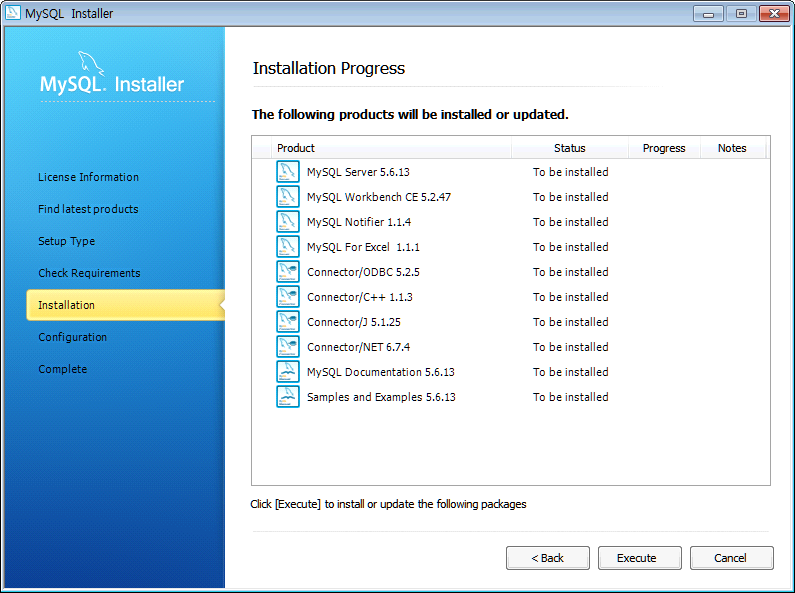 MySQL Installer
MySQL Installer
License Information
Find latest products
Setup Type
Check Requirements
Installation
Configuration
Complete
Installation Progress
The following products will be installed or updated.
Product Status Progress Notes
MySQL Server 5.6.13 To be installed
MySQL Workbench CE 5.2.47 To be installed
MySQL Notifier 1.1.4 To be installed
MySQL For Excel 1.1.1 To be installed
Connector/ODBC 5.2.5 To be installed
Connector/C++ 1.1.3 To be installed
Connector/J 5.1.25 To be installed
Connector/NET 6.7.4 To be installed
MySQL Documentation 5.6.13 To be installed
Samples and Examples 5.6.13 To be installed
Click [Execute] to install or update the following packages
< Back Execute Cancel